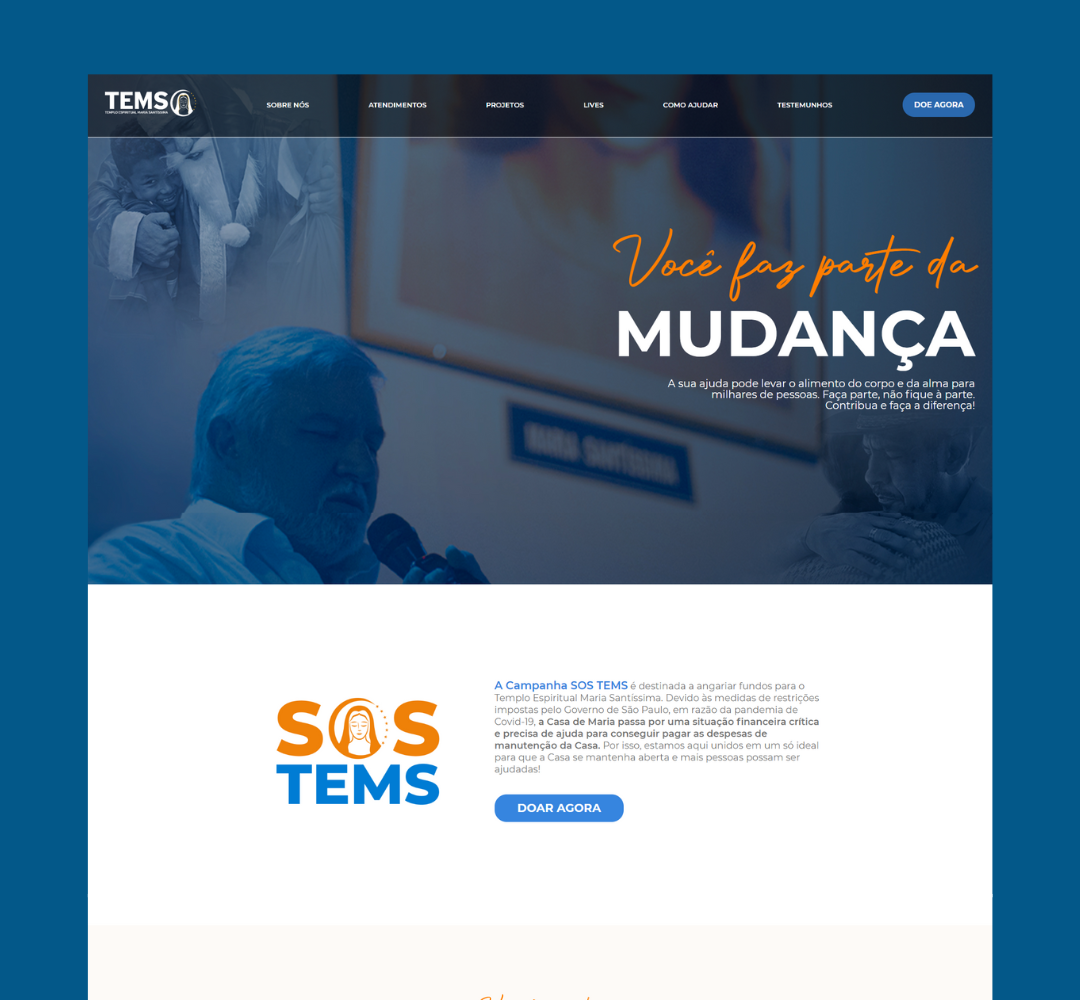 TEMS
TEMPLO ESPIRITUAL MARIA SANTÍSSIMA
SOBRE NÓS
ATENDIMENTOS
PROJETOS
LIVES
COMO AJUDAR
TESTEMUNHOS
DOE AGORA
Você faz parte da
MUDANÇA
A sua ajuda pode levar o alimento do corpo e da alma para
milhares de pessoas. Faça parte, não fique à parte.
Contribua e faça a diferença!
MARIA SANTÍSSIMA
SOS
TEMS
A Campanha SOS TEMS é destinada a angariar fundos para o
Templo Espiritual Maria Santíssima. Devido às medidas de restrições
impostas pelo Governo de São Paulo, em razão da pandemia de
Covid-19, a Casa de Maria passa por uma situação financeira crítica
e precisa de ajuda para conseguir pagar as despesas de
manutenção da Casa. Por isso, estamos aqui unidos em um só ideal
para que a Casa se mantenha aberta e mais pessoas possam ser
ajudadas!
DOAR AGORA